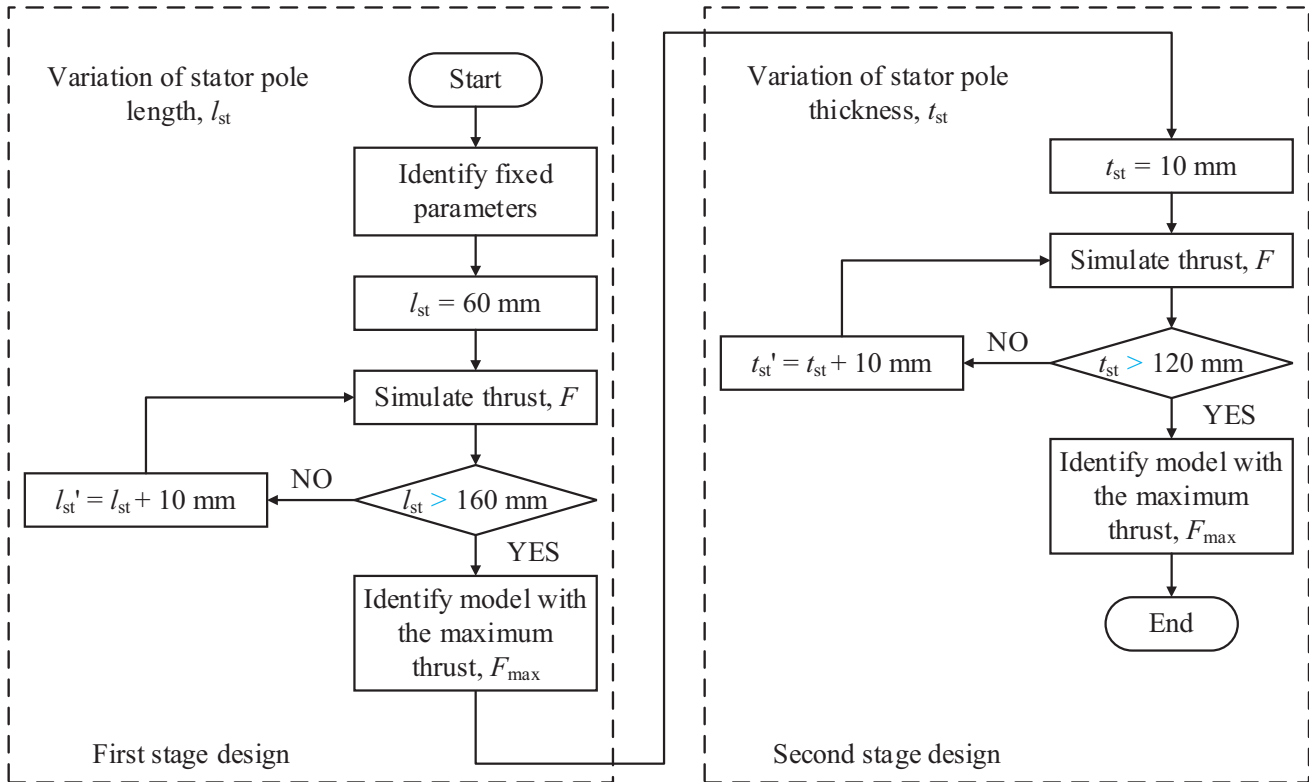 Variation of stator pole
length, lst
Start
Identify fixed
parameters
lst = 60 mm
Simulate thrust, F
lst' = lst + 10 mm
NO
lst > 160 mm
YES
Identify model with
the maximum
thrust, Fmax
First stage design
Variation of stator pole
thickness, tst
tst = 10 mm
Simulate thrust, F
tst' = tst + 10 mm
NO
tst > 120 mm
YES
Identify model with
the maximum
thrust, Fmax
End
Second stage design